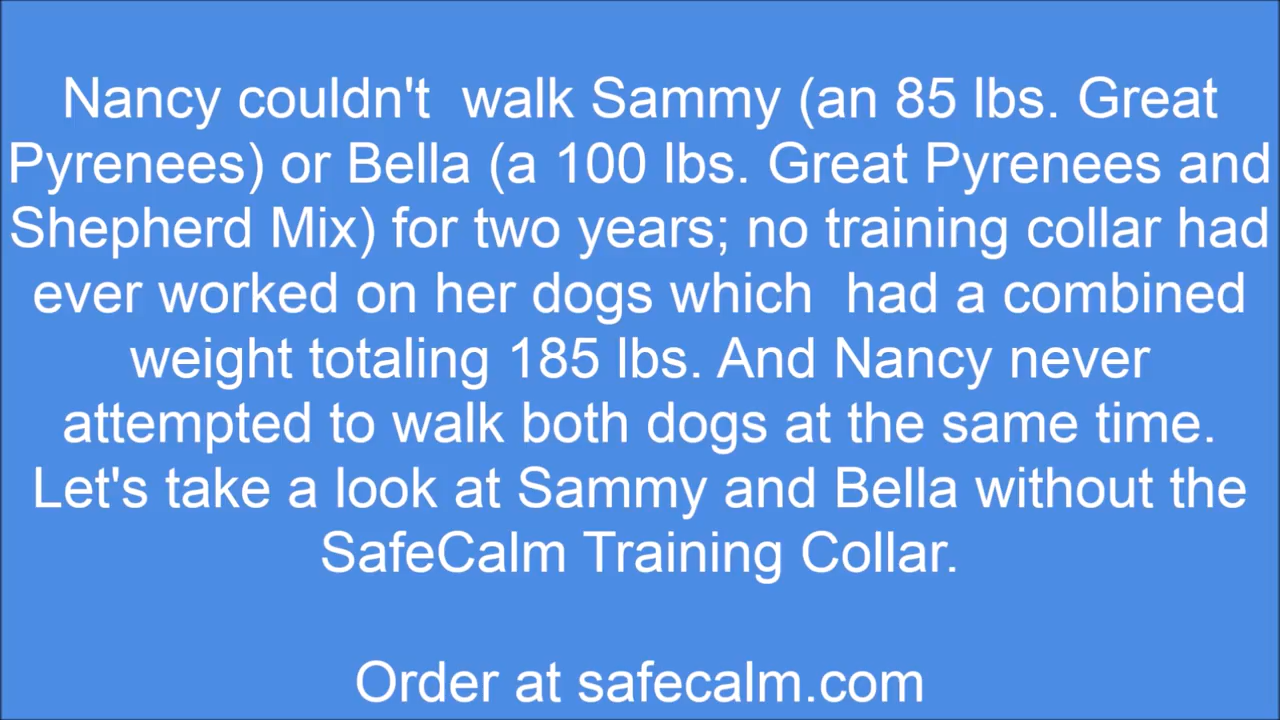 Nancy couldn't  walk Sammy (an 85 lbs. Great
Pyrenees) or Bella (a 100 lbs. Great Pyrenees and
Shepherd Mix) for two years; no training collar had
ever worked on her dogs which  had a combined
weight totaling 185 lbs. And Nancy never
attempted to walk both dogs at the same time.
Let's take a look at Sammy and Bella without the
SafeCalm Training Collar.
Order at safecalm.com